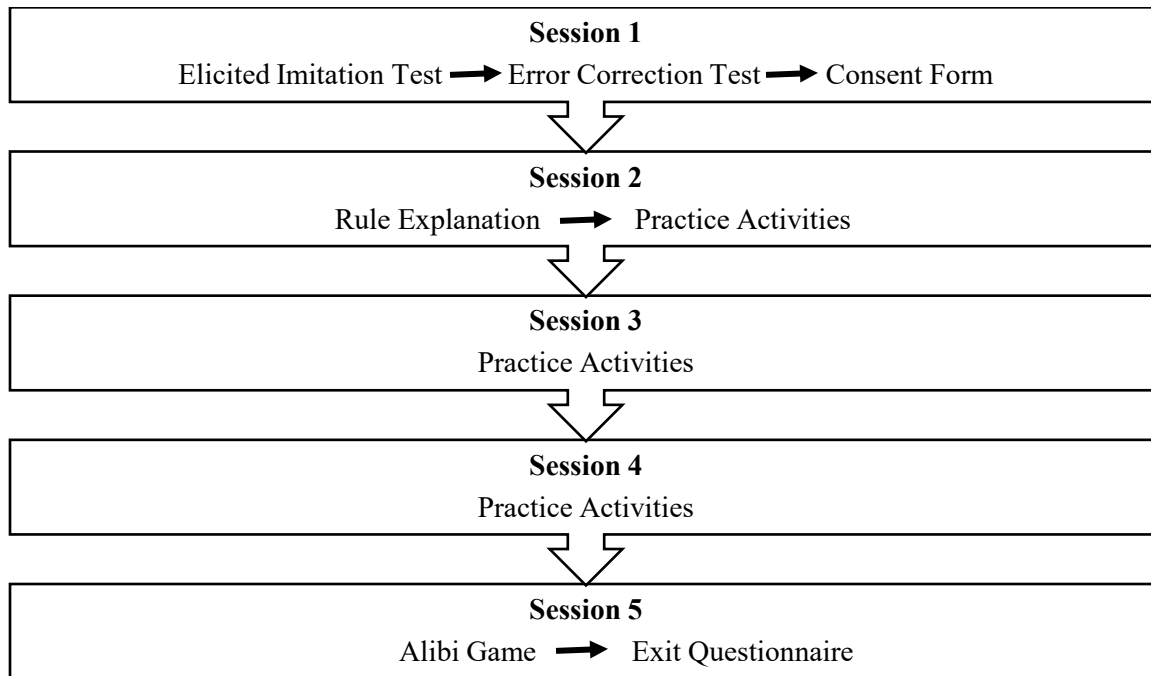 Session 1
Elicited Imitation Test Error Correction Test Consent Form
Session 2
Rule Explanation Practice Activities
Session 3
Practice Activities
Session 4
Practice Activities
Session 5
Alibi Game Exit Questionnaire